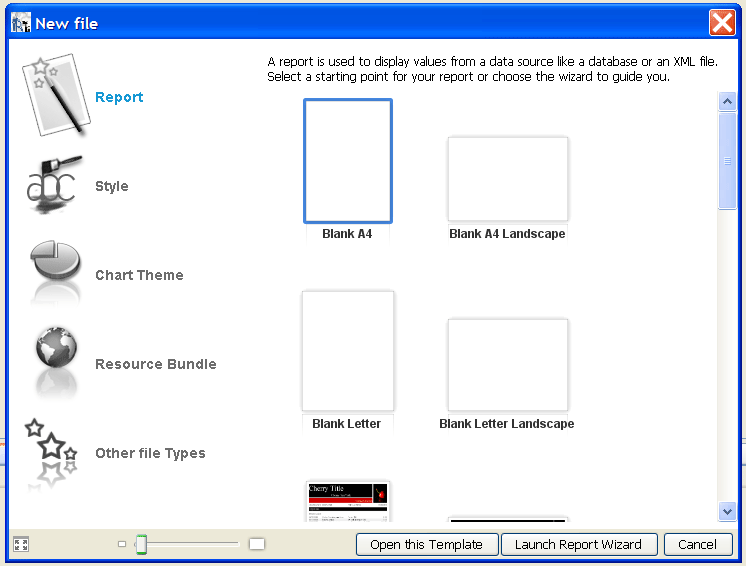 New file
A report is used to display values from a data source like a database or an XML file.
Select a starting point for your report or choose the wizard to guide you.
Report
Style
abc
Chart Theme
Resource Bundle
Other file Types
Blank A4
Blank A4 Landscape
Blank Letter
Blank Letter Landscape
Cherry Title
Open this Template
Launch Report Wizard
Cancel